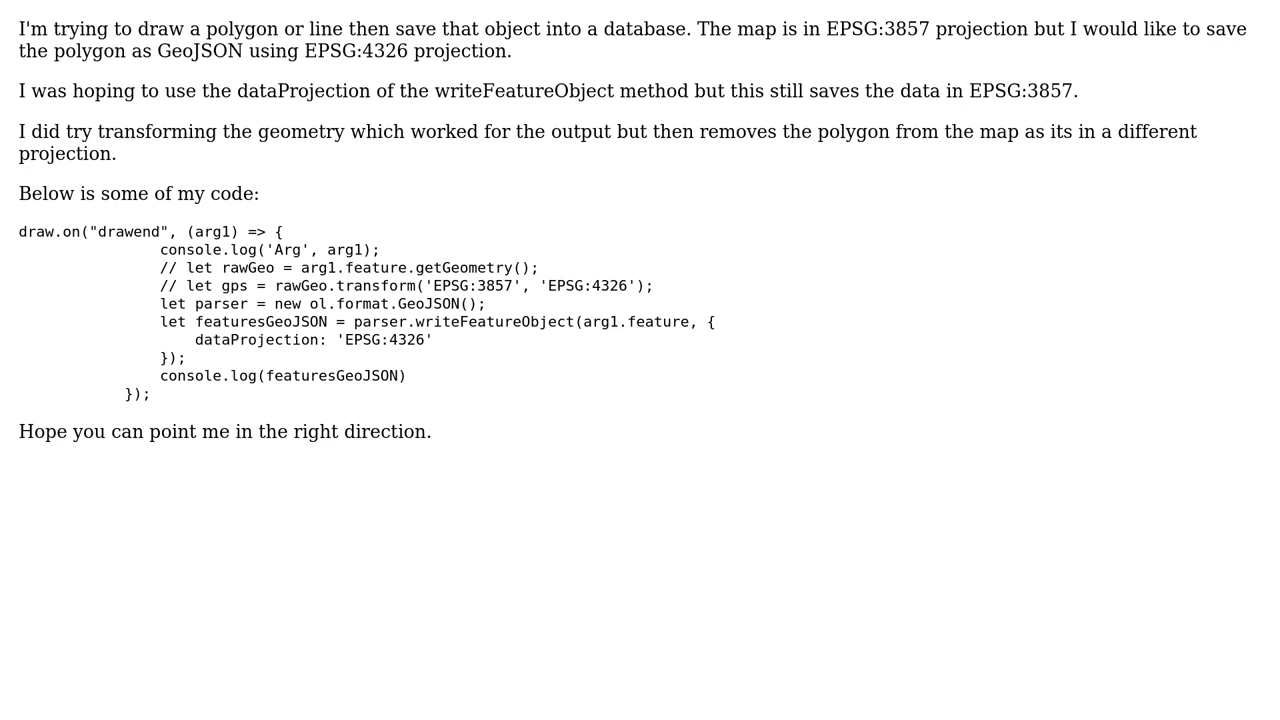 I'm trying to draw a polygon or line then save that object into a database. The map is in EPSG:3857 projection but I would like to save
the polygon as GeoJSON using EPSG:4326 projection.
I was hoping to use the dataProjection of the writeFeatureObject method but this still saves the data in EPSG:3857.
I did try transforming the geometry which worked for the output but then removes the polygon from the map as its in a different
projection.
Below is some of my code:
draw.on("drawend", (arg1) => {
                console.log('Arg', arg1);
                // let rawGeo = arg1.feature.getGeometry();
                // let gps = rawGeo.transform('EPSG:3857', 'EPSG:4326');
                let parser = new ol.format.GeoJSON();
                let featuresGeoJSON = parser.writeFeatureObject(arg1.feature, {
                    dataProjection: 'EPSG:4326'
                });
                console.log(featuresGeoJSON)
            });
Hope you can point me in the right direction.